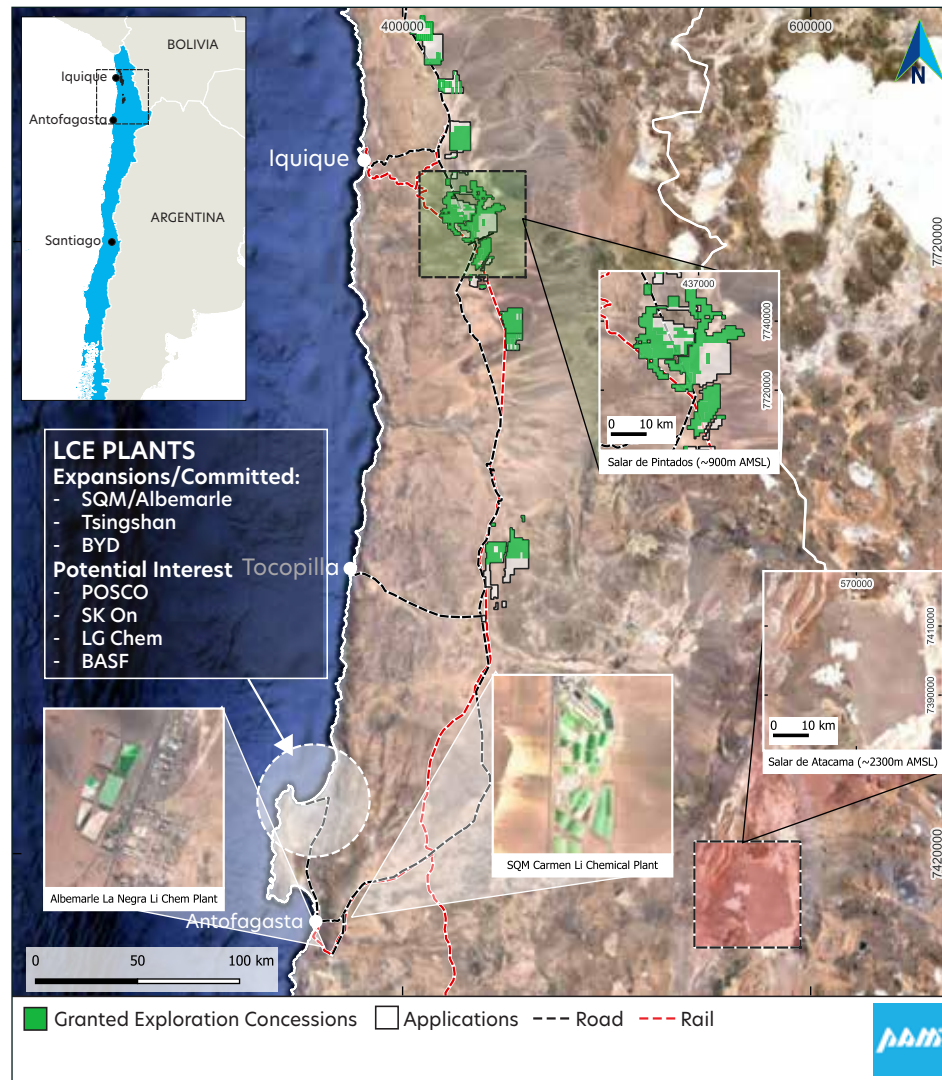 400000
600000
BOLIVIA
Iquique
Antofagasta
ARGENTINA
Santiago
N
Iquique
7720000
437000
7740000
7720000
0 10 km
Salar de Pintados (~900m AMSL)
LCE PLANTS
Expansions/Committed:
- SQM/Albemarle
- Tsingshan
- BYD
Potential Interest
- POSCO
- SK On
- LG Chem
- BASF
Tocopilla
570000
7410000
7390000
0 10 km
Salar de Atacama (~2300m AMSL)
Albemarle La Negra Li Chem Plant
SQM Carmen Li Chemical Plant
7420000
Antofagasta
0 50 100 km
Granted Exploration Concessions Applications Road Rail